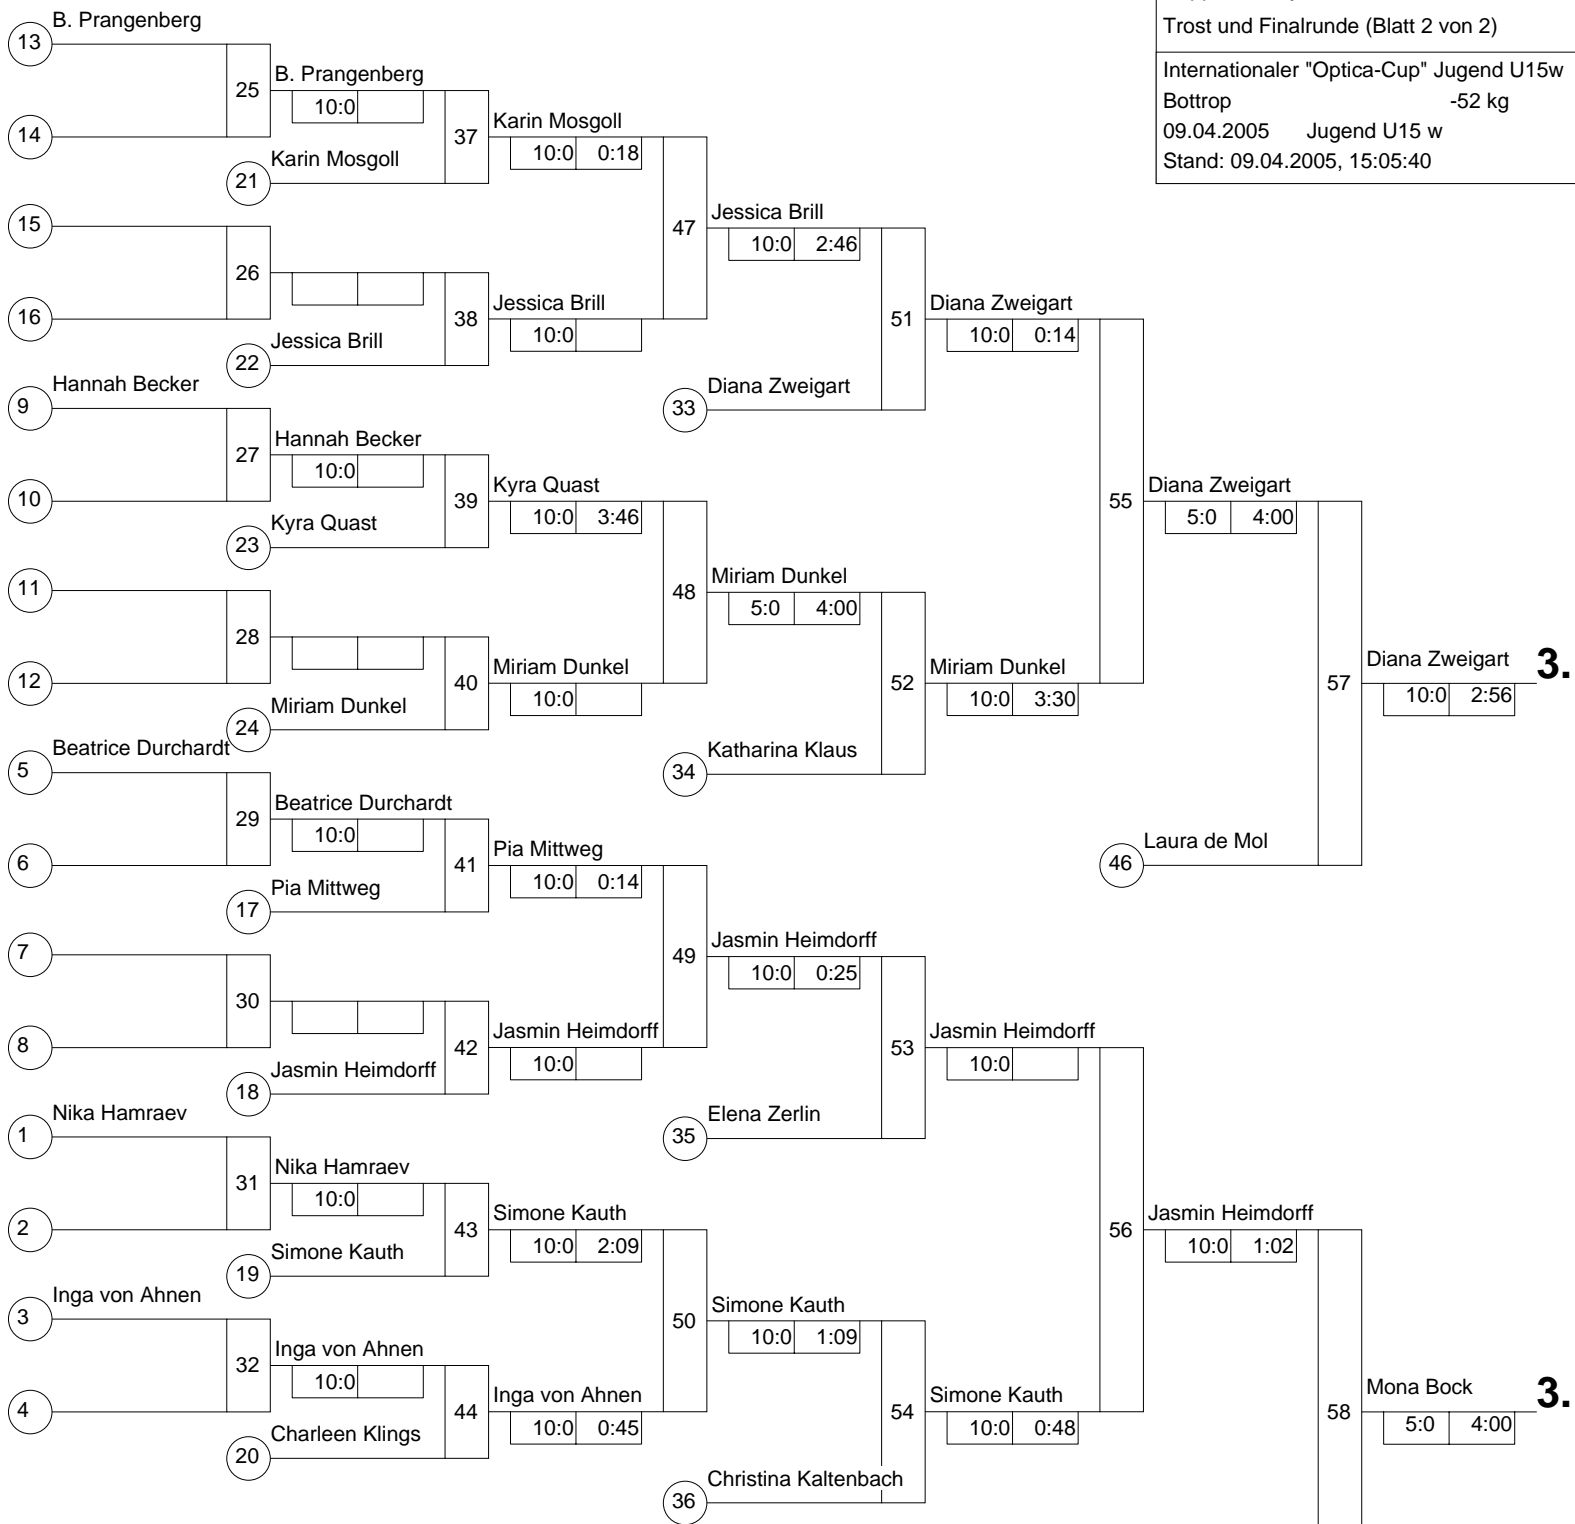 Trost und Finalrunde (Blatt 2 von 2)
Internationaler "Optica-Cup" Jugend U15w
Bottrop -52 kg
09.04.2005 Jugend U15 w
Stand: 09.04.2005, 15:05:40
13 B. Prangenberg
14
25 B. Prangenberg
10:0
21 Karin Mosgoll
37 Karin Mosgoll
10:0 0:18
15
16
26
22 Jessica Brill
38 Jessica Brill
10:0
47 Jessica Brill
10:0 2:46
33 Diana Zweigart
51 Diana Zweigart
10:0 0:14
9 Hannah Becker
10
27 Hannah Becker
10:0
23 Kyra Quast
39 Kyra Quast
10:0 3:46
11
12
28
24 Miriam Dunkel
40 Miriam Dunkel
10:0
48 Miriam Dunkel
5:0 4:00
34 Katharina Klaus
52 Miriam Dunkel
10:0 3:30
55 Diana Zweigart
5:0 4:00
46 Laura de Mol
57 Diana Zweigart 3.
10:0 2:56
5 Beatrice Durchardt
6
29 Beatrice Durchardt
10:0
17 Pia Mittweg
41 Pia Mittweg
10:0 0:14
7
8
30
18 Jasmin Heimdorff
42 Jasmin Heimdorff
10:0
49 Jasmin Heimdorff
10:0 0:25
35 Elena Zerlin
53 Jasmin Heimdorff
10:0
1 Nika Hamraev
2
31 Nika Hamraev
10:0
19 Simone Kauth
43 Simone Kauth
10:0 2:09
3 Inga von Ahnen
4
32 Inga von Ahnen
10:0
20 Charleen Klings
44 Inga von Ahnen
10:0 0:45
50 Simone Kauth
10:0 1:09
36 Christina Kaltenbach
54 Simone Kauth
10:0 0:48
56 Jasmin Heimdorff
10:0 1:02
58 Mona Bock 3.
5:0 4:00